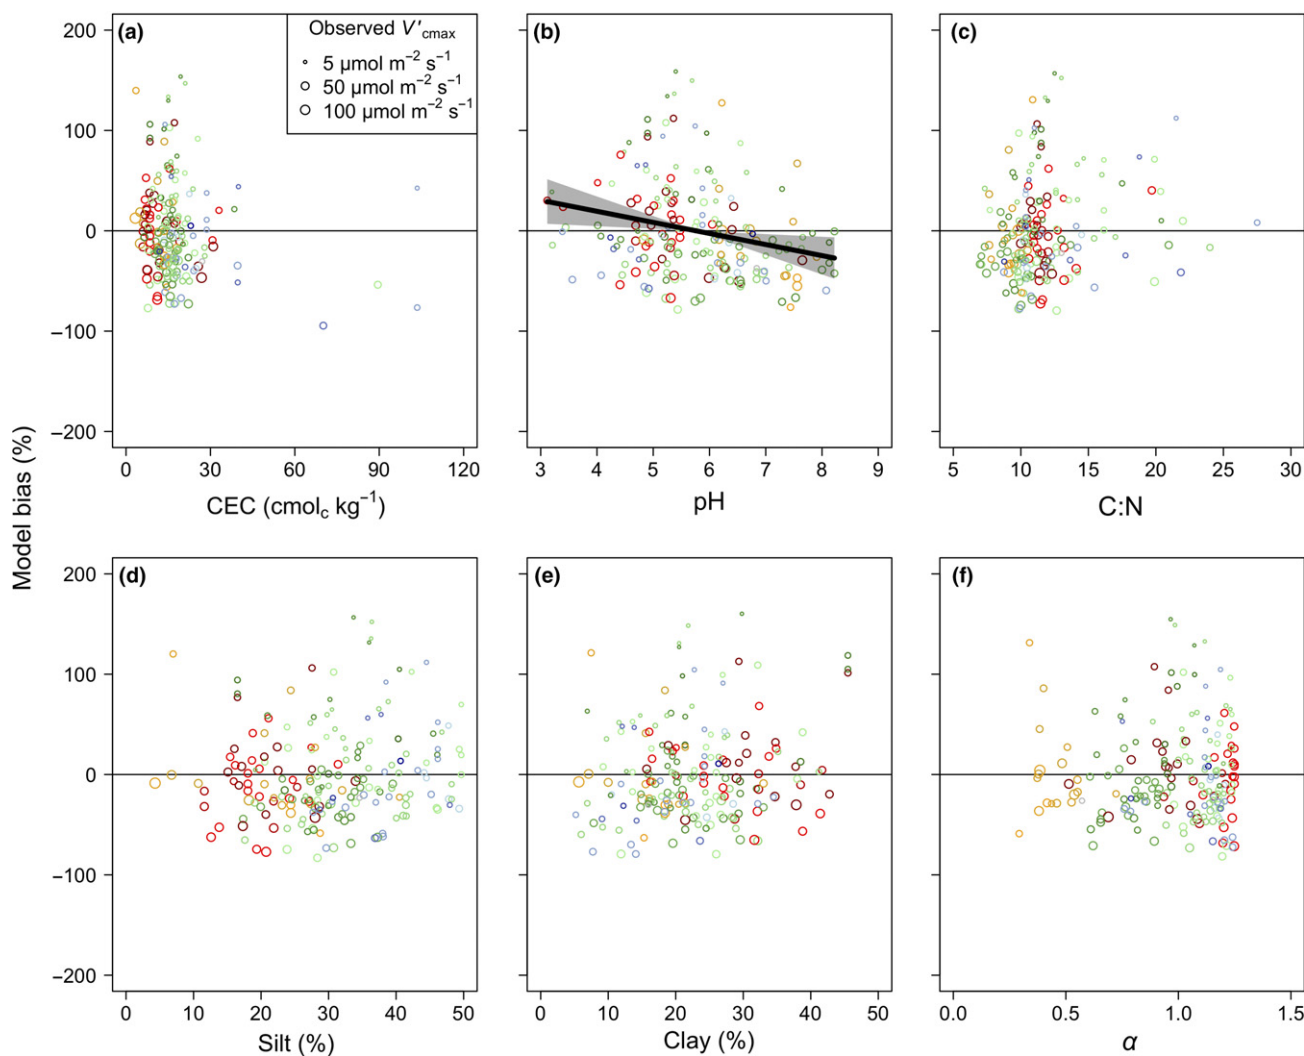 (a)
Observed V′cmax
5 µmol m⁻² s⁻¹
50 µmol m⁻² s⁻¹
100 µmol m⁻² s⁻¹
(b)
(c)
200
100
0
−100
−200
0 30 60 90 120
3 4 5 6 7 8 9
5 10 15 20 25 30
CEC (cmolc kg⁻¹)
pH
C:N
Model bias (%)
(d)
(e)
(f)
200
100
0
−100
−200
0 10 20 30 40 50
0 10 20 30 40 50
0.0 0.5 1.0 1.5
Silt (%)
Clay (%)
α